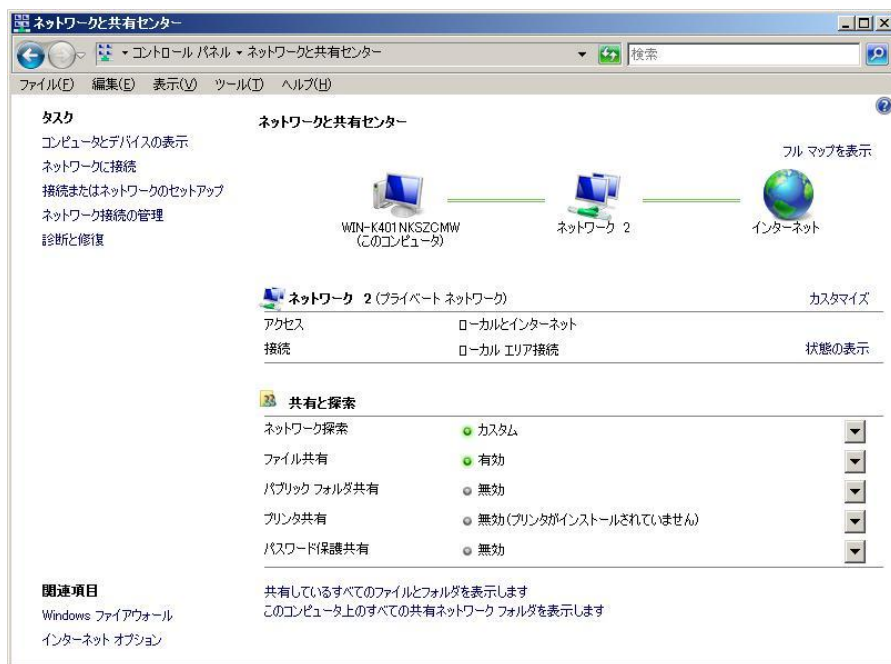 ネットワークと共有センター
コントロール パネル ▾ ネットワークと共有センター
検索
ファイル(F) 編集(E) 表示(V) ツール(T) ヘルプ(H)
タスク
コンピュータとデバイスの表示
ネットワークに接続
接続またはネットワークのセットアップ
ネットワーク接続の管理
診断と修復
ネットワークと共有センター
フル マップを表示
WIN-K401NKSZCMW
(このコンピュータ)
ネットワーク 2
インターネット
ネットワーク 2 (プライベート ネットワーク) カスタマイズ
アクセス ローカルとインターネット
接続 ローカル エリア接続 状態の表示
共有と探索
ネットワーク探索 カスタム
ファイル共有 有効
パブリック フォルダ共有 無効
プリンタ共有 無効(プリンタがインストールされていません)
パスワード保護共有 無効
関連項目
Windows ファイアウォール
インターネット オプション
共有しているすべてのファイルとフォルダを表示します
このコンピュータ上のすべての共有ネットワーク フォルダを表示します